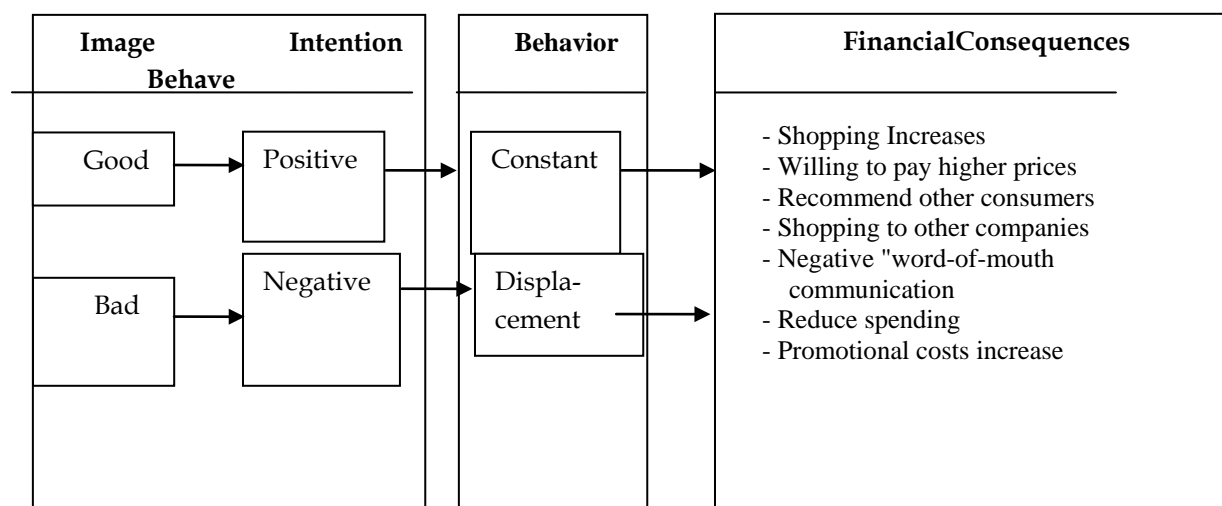 Image Intention Behavior FinancialConsequences
Behave
Good Positive Constant
Bad Negative Displa-
cement
- Shopping Increases
- Willing to pay higher prices
- Recommend other consumers
- Shopping to other companies
- Negative "word-of-mouth
communication
- Reduce spending
- Promotional costs increase